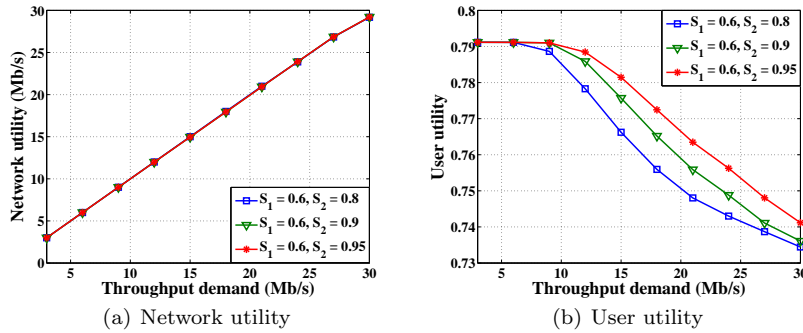 30
25
20
15
10
5
0
Network utility (Mb/s)
S1 = 0.6, S2 = 0.8
S1 = 0.6, S2 = 0.9
S1 = 0.6, S2 = 0.95
5 10 15 20 25 30
Throughput demand (Mb/s)
(a) Network utility
0.8
0.79
0.78
0.77
0.76
0.75
0.74
0.73
User utility
S1 = 0.6, S2 = 0.8
S1 = 0.6, S2 = 0.9
S1 = 0.6, S2 = 0.95
5 10 15 20 25 30
Throughput demand (Mb/s)
(b) User utility